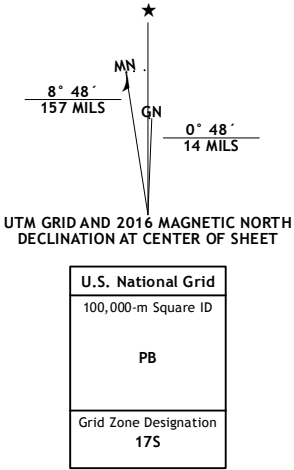 ★
MN
8° 48´
157 MILS
GN
0° 48´
14 MILS
UTM GRID AND 2016 MAGNETIC NORTH
DECLINATION AT CENTER OF SHEET
U.S. National Grid
100,000-m Square ID
PB
Grid Zone Designation
17S